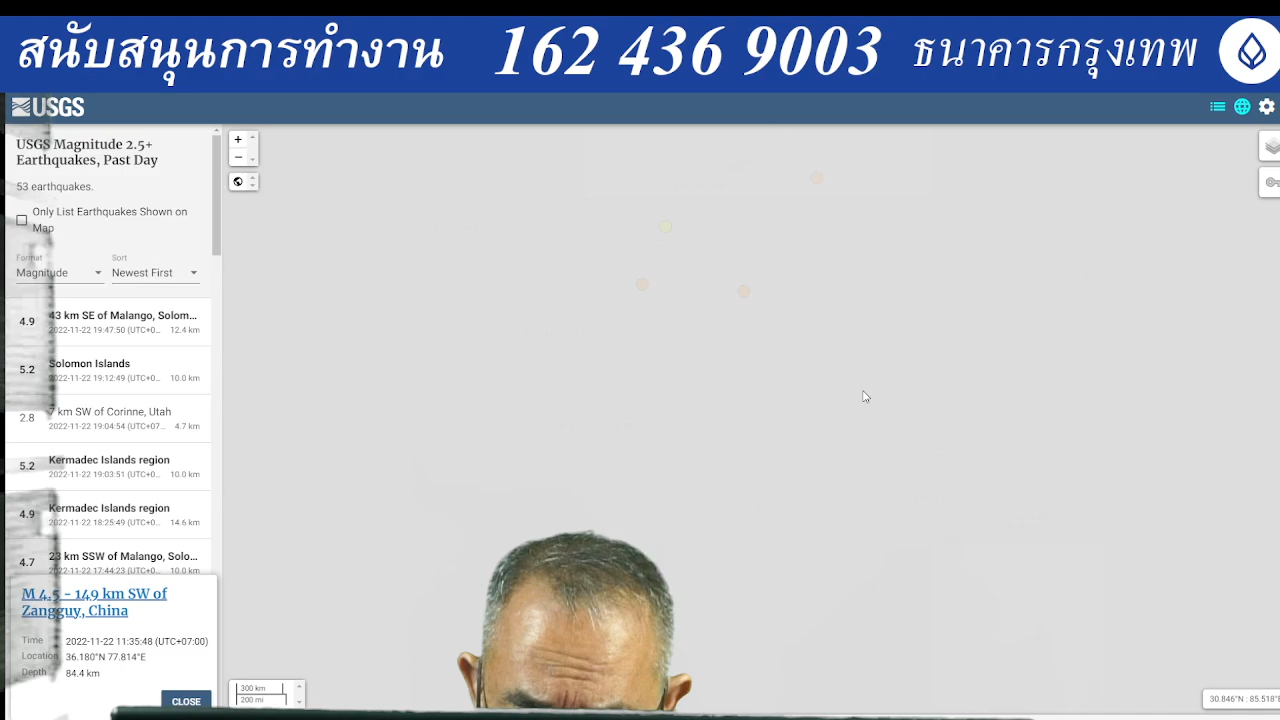 สนับสนุนการทำงาน 162 436 9003 ธนาคารกรุงเทพ
USGS
USGS Magnitude 2.5+
Earthquakes, Past Day
53 earthquakes.
Only List Earthquakes Shown on
Map
Format Sort
Magnitude Newest First
4.9 43 km SE of Malango, Solom...
2022-11-22 19:47:50 (UTC+0... 12.4 km
5.2 Solomon Islands
2022-11-22 19:12:49 (UTC+0... 10.0 km
2.8 7 km SW of Corinne, Utah
2022-11-22 19:04:54 (UTC+07... 4.7 km
5.2 Kermadec Islands region
2022-11-22 19:03:51 (UTC+0... 10.0 km
4.9 Kermadec Islands region
2022-11-22 18:25:49 (UTC+0... 14.6 km
4.7 23 km SSW of Malango, Solo...
2022-11-22 17:44:23 (UTC+0... 10.0 km
M 4.5 - 149 km SW of
Zangguy, China
Time 2022-11-22 11:35:48 (UTC+07:00)
Location 36.180°N 77.814°E
Depth 84.4 km
CLOSE
+
−
300 km
200 mi
30.846°N : 85.518°E